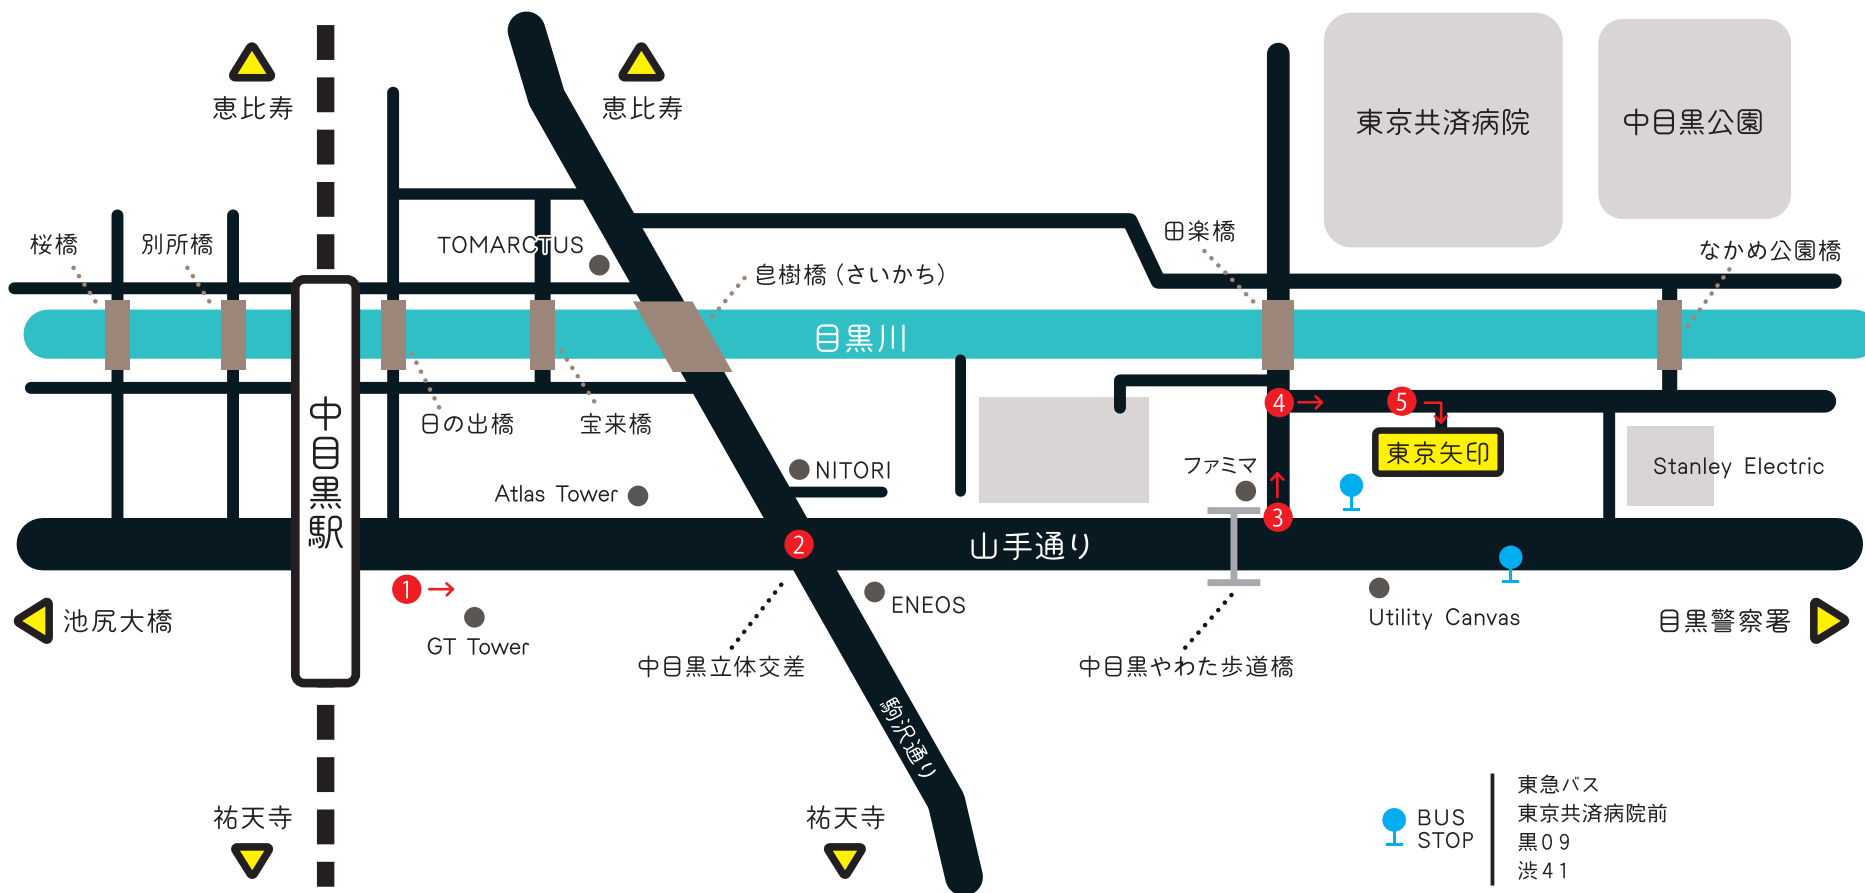 恵比寿
恵比寿
東京共済病院
中目黒公園
桜橋
別所橋
TOMARCTUS
田楽橋
なかめ公園橋
皀樹橋(さいかち)
目黒川
中目黒駅
日の出橋
宝来橋
NITORI
Atlas Tower
ファミマ
4
5
東京矢印
Stanley Electric
3
2
山手通り
1
GT Tower
ENEOS
Utility Canvas
池尻大橋
目黒警察署
中目黒立体交差
中目黒やわた歩道橋
駒沢通り
祐天寺
祐天寺
BUS
STOP
東急バス
東京共済病院前
黒09
渋41